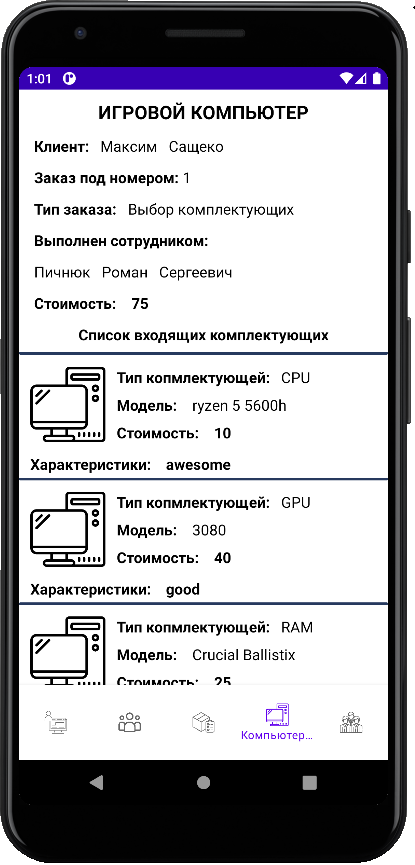 1:01
ИГРОВОЙ КОМПЬЮТЕР
Клиент: Максим Сащеко
Заказ под номером: 1
Тип заказа: Выбор комплектующих
Выполнен сотрудником:
Пичнюк Роман Сергеевич
Стоимость: 75
Список входящих комплектующих
Тип копмлектующей: CPU
Модель: ryzen 5 5600h
Стоимость: 10
Характеристики: awesome
Тип копмлектующей: GPU
Модель: 3080
Стоимость: 40
Характеристики: good
Тип копмлектующей: RAM
Модель: Crucial Ballistix
Стоимость: 25
Компьютер...